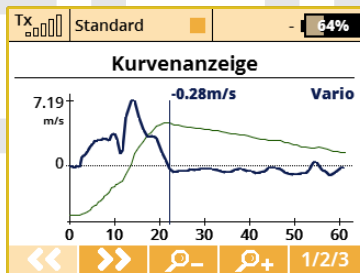 Tx Standard - 64%
Kurvenanzeige
7.19 -0.28m/s Vario
m/s
0
0 10 20 30 40 50 60
1/2/3